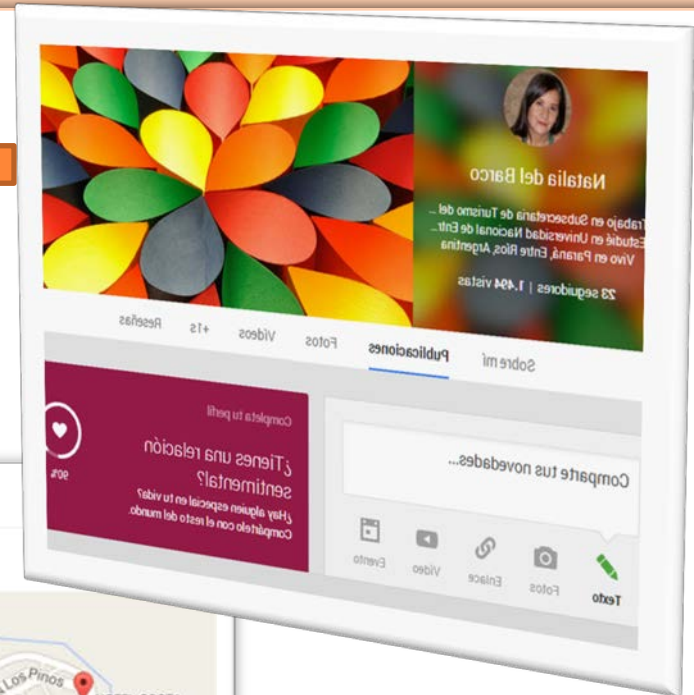 Natalia del Barco
Trabajo en Subsecretaria de Turismo del ...
Estudié en Universidad Nacional de Entr...
Vivo en Paraná, Entre Ríos, Argentina
23 seguidores | 1.494 vistas
Sobre mí Publicaciones Fotos Vídeos +1s Reseñas
Comparte tus novedades...
Texto Fotos Enlace Vídeo Evento
Completa tu perfil
¿Tienes una relación
sentimental?
¿Hay alguien especial en tu vida?
Compártelo con el resto del mundo.
90%
Los Pinos